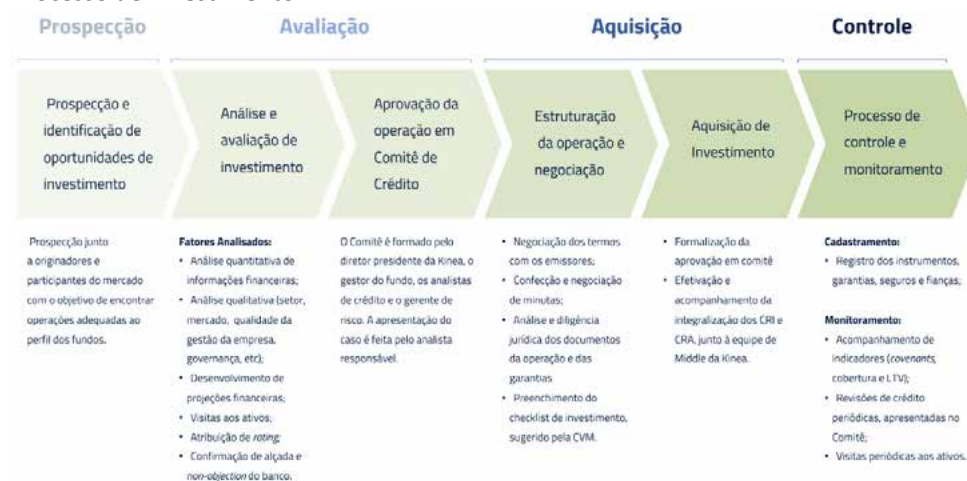 Prospecção
Avaliação
Aquisição
Controle
Prospecção e
identificação de
oportunidades de
investimento
Análise e
avaliação de
investimento
Aprovação da
operação em
Comitê de
Crédito
Estruturação
da operação e
negociação
Aquisição de
Investimento
Processo de
controle e
monitoramento
Prospecção junto
a originadores e
participantes do mercado
com o objetivo de encontrar
operações adequadas ao
perfil dos fundos.
Fatores Analisados:
• Análise quantitativa de
informações financeiras;
• Análise qualitativa (setor,
mercado, qualidade da
gestão da empresa,
governança, etc);
• Desenvolvimento de
projeções financeiras;
• Visitas aos ativos;
• Atribuição de rating;
• Confirmação de alçada e
non-objection do banco.
O Comitê é formado pelo
diretor presidente da Kinea, o
gestor do fundo, os analistas
de crédito e o gerente de
risco. A apresentação do
caso é feita pelo analista
responsável.
• Negociação dos termos
com os emissores;
• Confecção e negociação
de minutas;
• Análise e diligência
jurídica dos documentos
da operação e das
garantias
• Preenchimento do
checklist de investimento,
sugerido pela CVM.
• Formalização da
aprovação em comitê
• Efetivação e
acompanhamento da
integralização dos CRI e
CRA, junto à equipe de
Middle da Kinea.
Cadastramento:
• Registro dos instrumentos,
garantias, seguros e fianças;
Monitoramento:
• Acompanhamento de
indicadores (covenants,
cobertura e LTV);
• Revisões de crédito
periódicas, apresentadas no
Comitê;
• Visitas periódicas aos ativos.